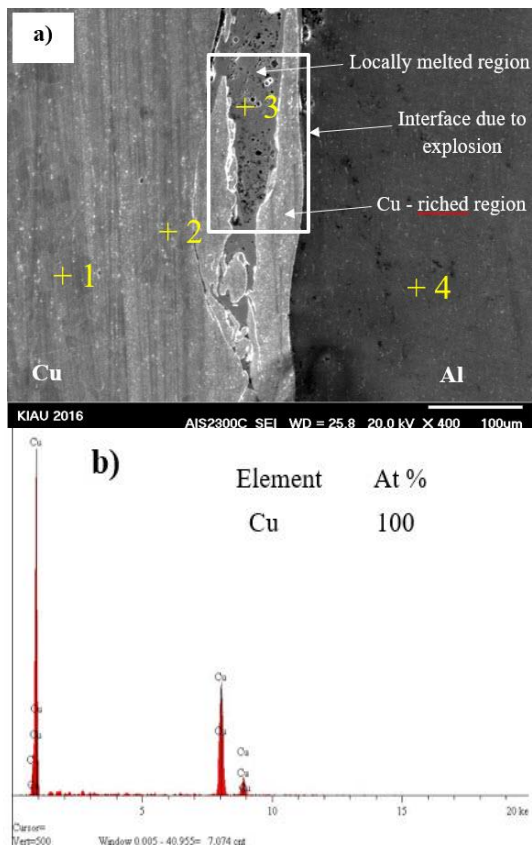 a)
Locally melted region
+ 3
Interface due to
explosion
Cu - riched region
+ 2
+ 1
+ 4
Cu
Al
KIAU 2016
AIS2300C SEI WD = 25.8 20.0 kV X 400 100um
b)
Element At %
Cu 100
Cu
Cu
Cu
Cu
Cu
Cu
Cu
Cu
5
10
15
20 ke
Cursor=
Vert=500 Window 0.005 - 40.955= 7.074 cnt